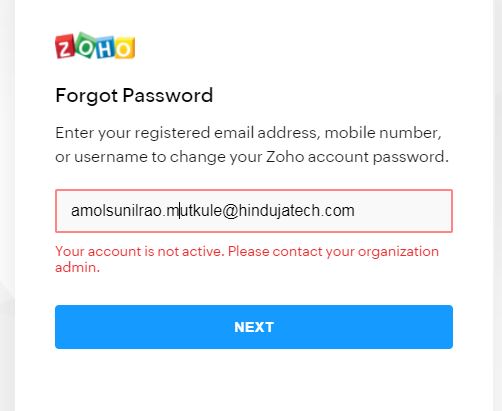 ZOHO
Forgot Password
Enter your registered email address, mobile number,
or username to change your Zoho account password.
amolsunilrao.mutkule@hindujatech.com
Your account is not active. Please contact your organization
admin.
NEXT